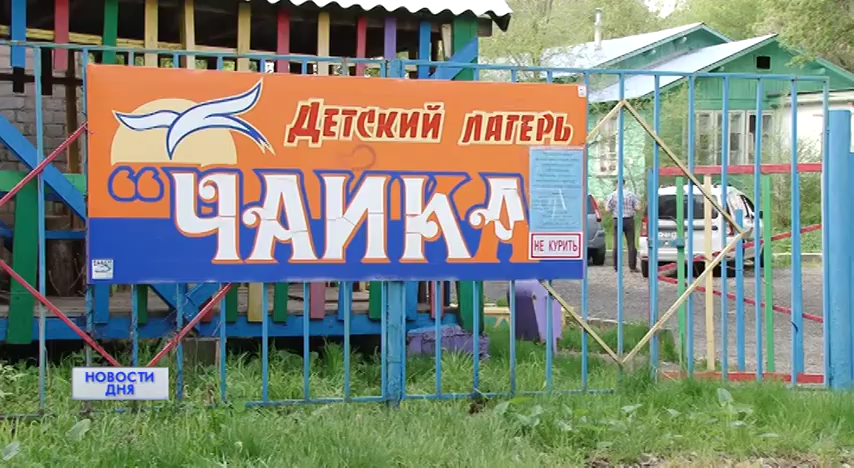 Детский лагерь
"ЧАЙКА
НЕ КУРИТЬ
НОВОСТИ
ДНЯ